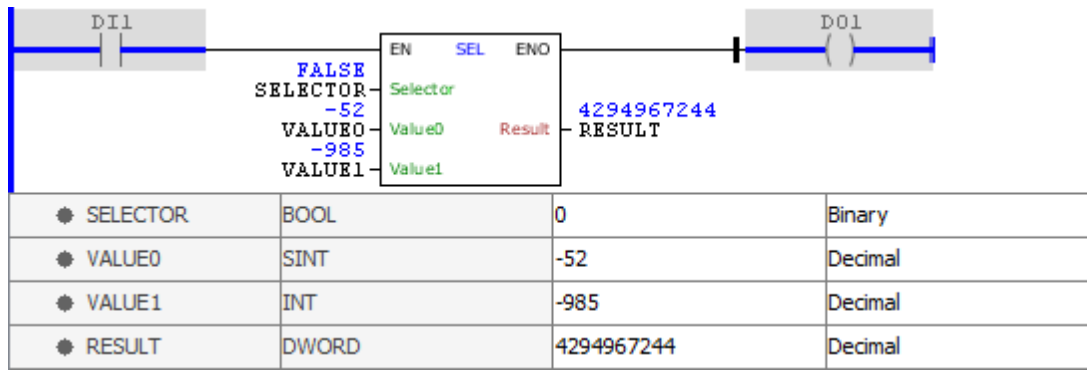 DI1
DO1
EN SEL ENO
FALSE
SELECTOR Selector
-52
VALUE0 Value0 Result
4294967244
RESULT
-985
VALUE1 Value1
SELECTOR BOOL 0 Binary
VALUE0 SINT -52 Decimal
VALUE1 INT -985 Decimal
RESULT DWORD 4294967244 Decimal